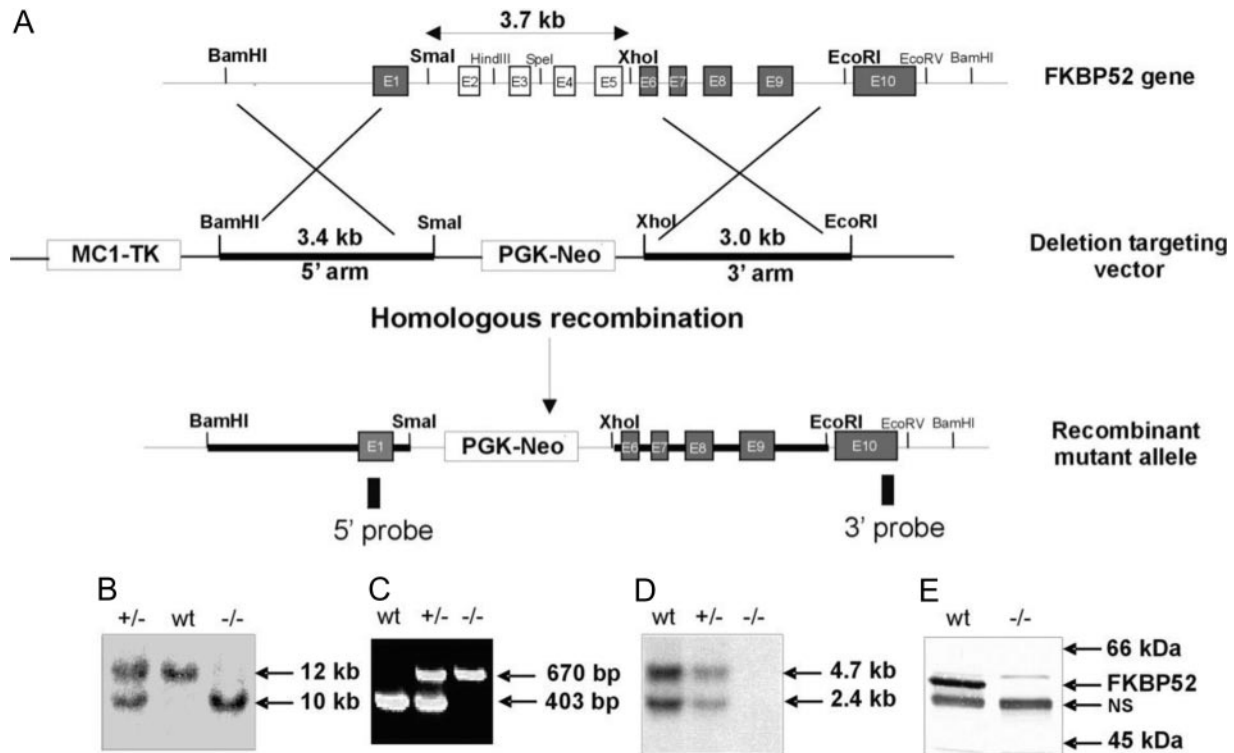 A
3.7 kb
BamHI SmaI HindIII SpeI XhoI EcoRI EcoRV BamHI
E1 E2 E3 E4 E5 E6 E7 E8 E9 E10
FKBP52 gene
BamHI SmaI XhoI EcoRI
MC1-TK 3.4 kb PGK-Neo 3.0 kb
5' arm 3' arm
Deletion targeting
vector
Homologous recombination
BamHI SmaI XhoI EcoRI EcoRV BamHI
E1 PGK-Neo E6 E7 E8 E9 E10
Recombinant
mutant allele
5' probe 3' probe
B
+/- wt -/-
12 kb
10 kb
C
wt +/- -/-
670 bp
403 bp
D
wt +/- -/-
4.7 kb
2.4 kb
E
wt -/-
66 kDa
FKBP52
NS
45 kDa